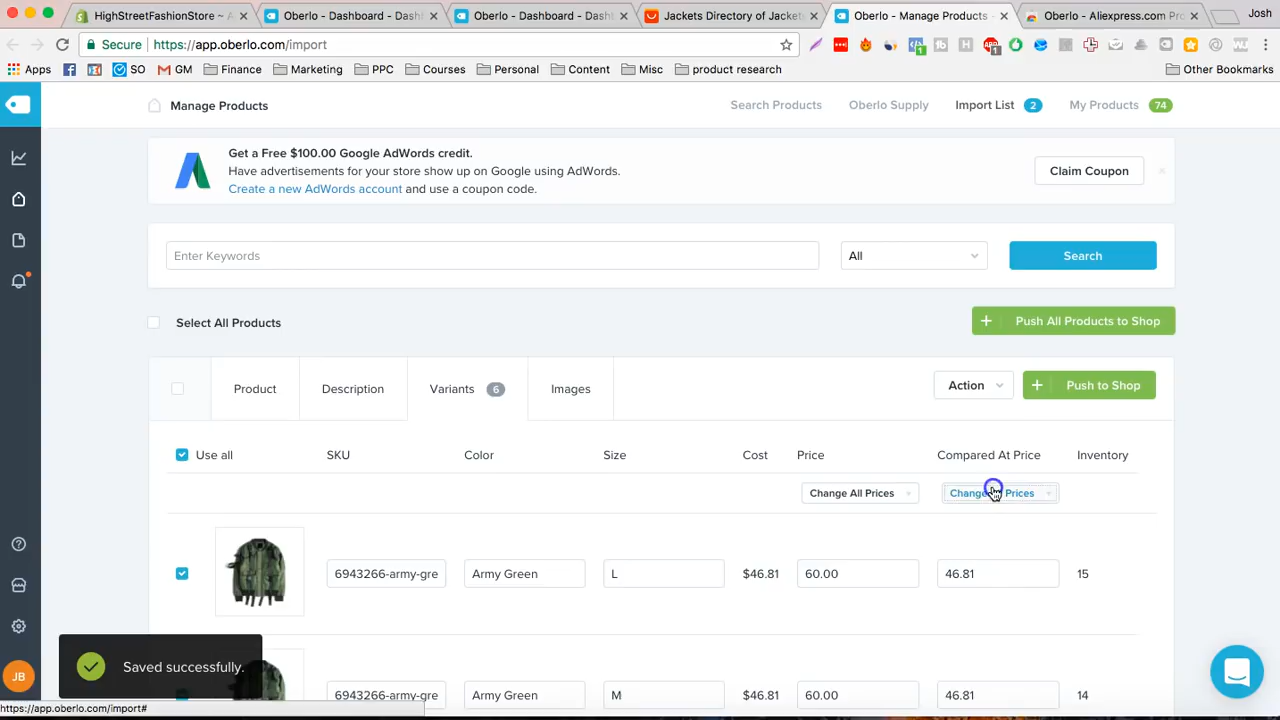 HighStreetFashionStore ~ A
Oberlo - Dashboard - Dash
Oberlo - Dashboard - Dash
Jackets Directory of Jackets
Oberlo - Manage Products -
Oberlo - Aliexpress.com Pro
Josh
Secure
https://app.oberlo.com/import
Apps
SO
GM
Finance
Marketing
PPC
Courses
Personal
Content
Misc
product research
Other Bookmarks
Manage Products
Search Products
Oberlo Supply
Import List 2
My Products 74
Get a Free $100.00 Google AdWords credit.
Have advertisements for your store show up on Google using AdWords.
Create a new AdWords account and use a coupon code.
Claim Coupon
Enter Keywords
All
Search
Select All Products
+ Push All Products to Shop
Product
Description
Variants 6
Images
Action
+ Push to Shop
Use all
SKU
Color
Size
Cost
Price
Compared At Price
Inventory
Change All Prices
Change Prices
6943266-army-gre
Army Green
L
$46.81
60.00
46.81
15
6943266-army-gre
Army Green
M
$46.81
60.00
46.81
14
Saved successfully.
JB
https://app.oberlo.com/import#